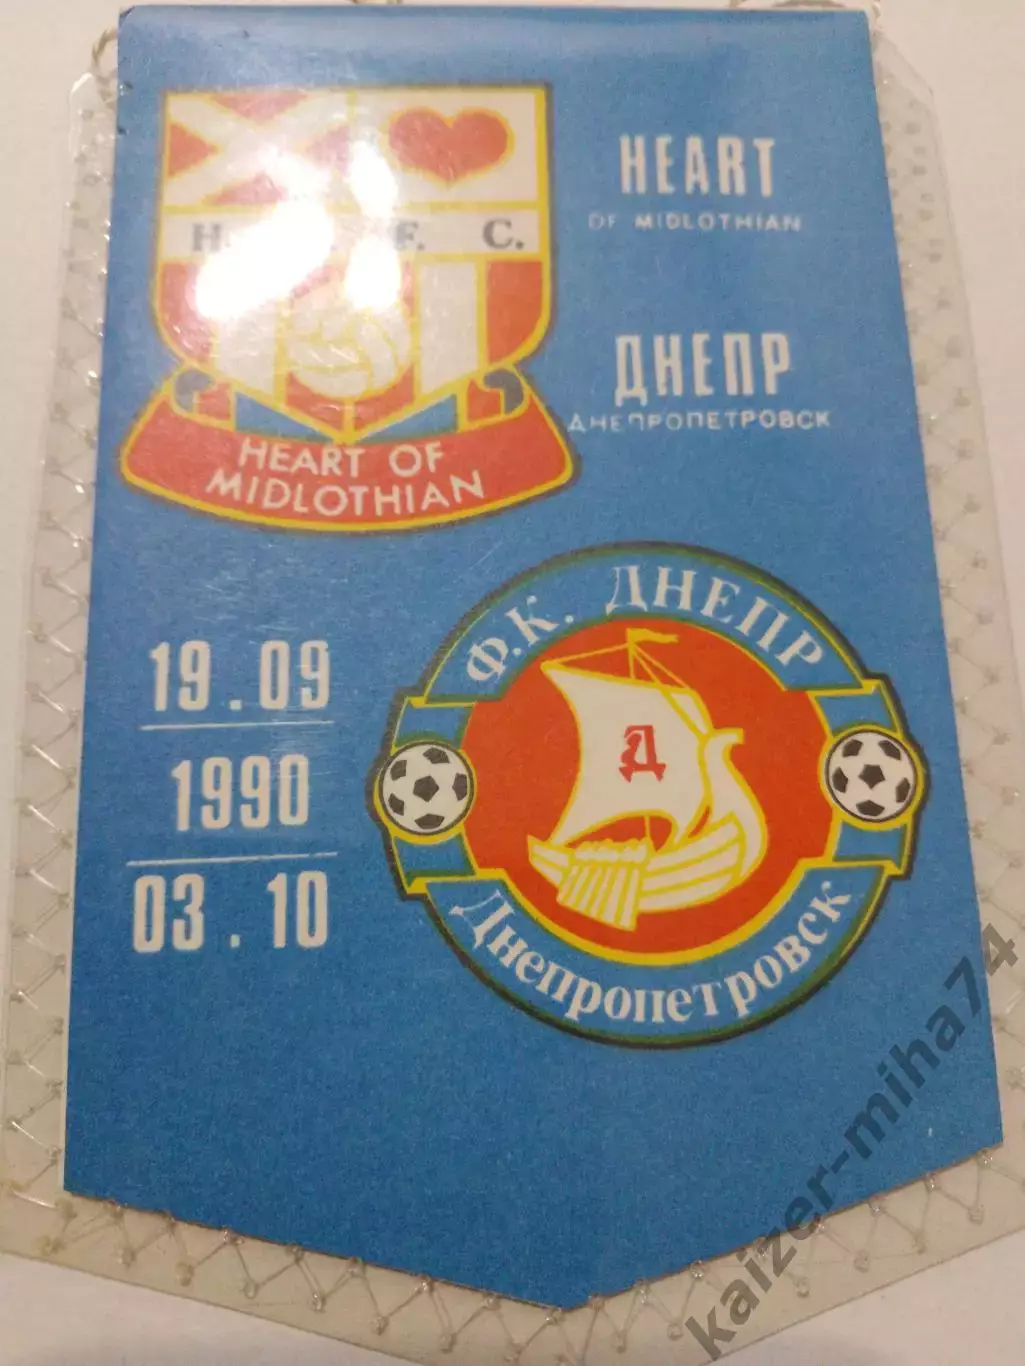 H. F. C.
HEART OF
MIDLOTHIAN
HEART
OF MIDLOTHIAN
ДНЕПР
ДНЕПРОПЕТРОВСК
19.09
1990
03.10
Ф.К. ДНЕПР
Д
Днепропетровск
kaizer-miha74